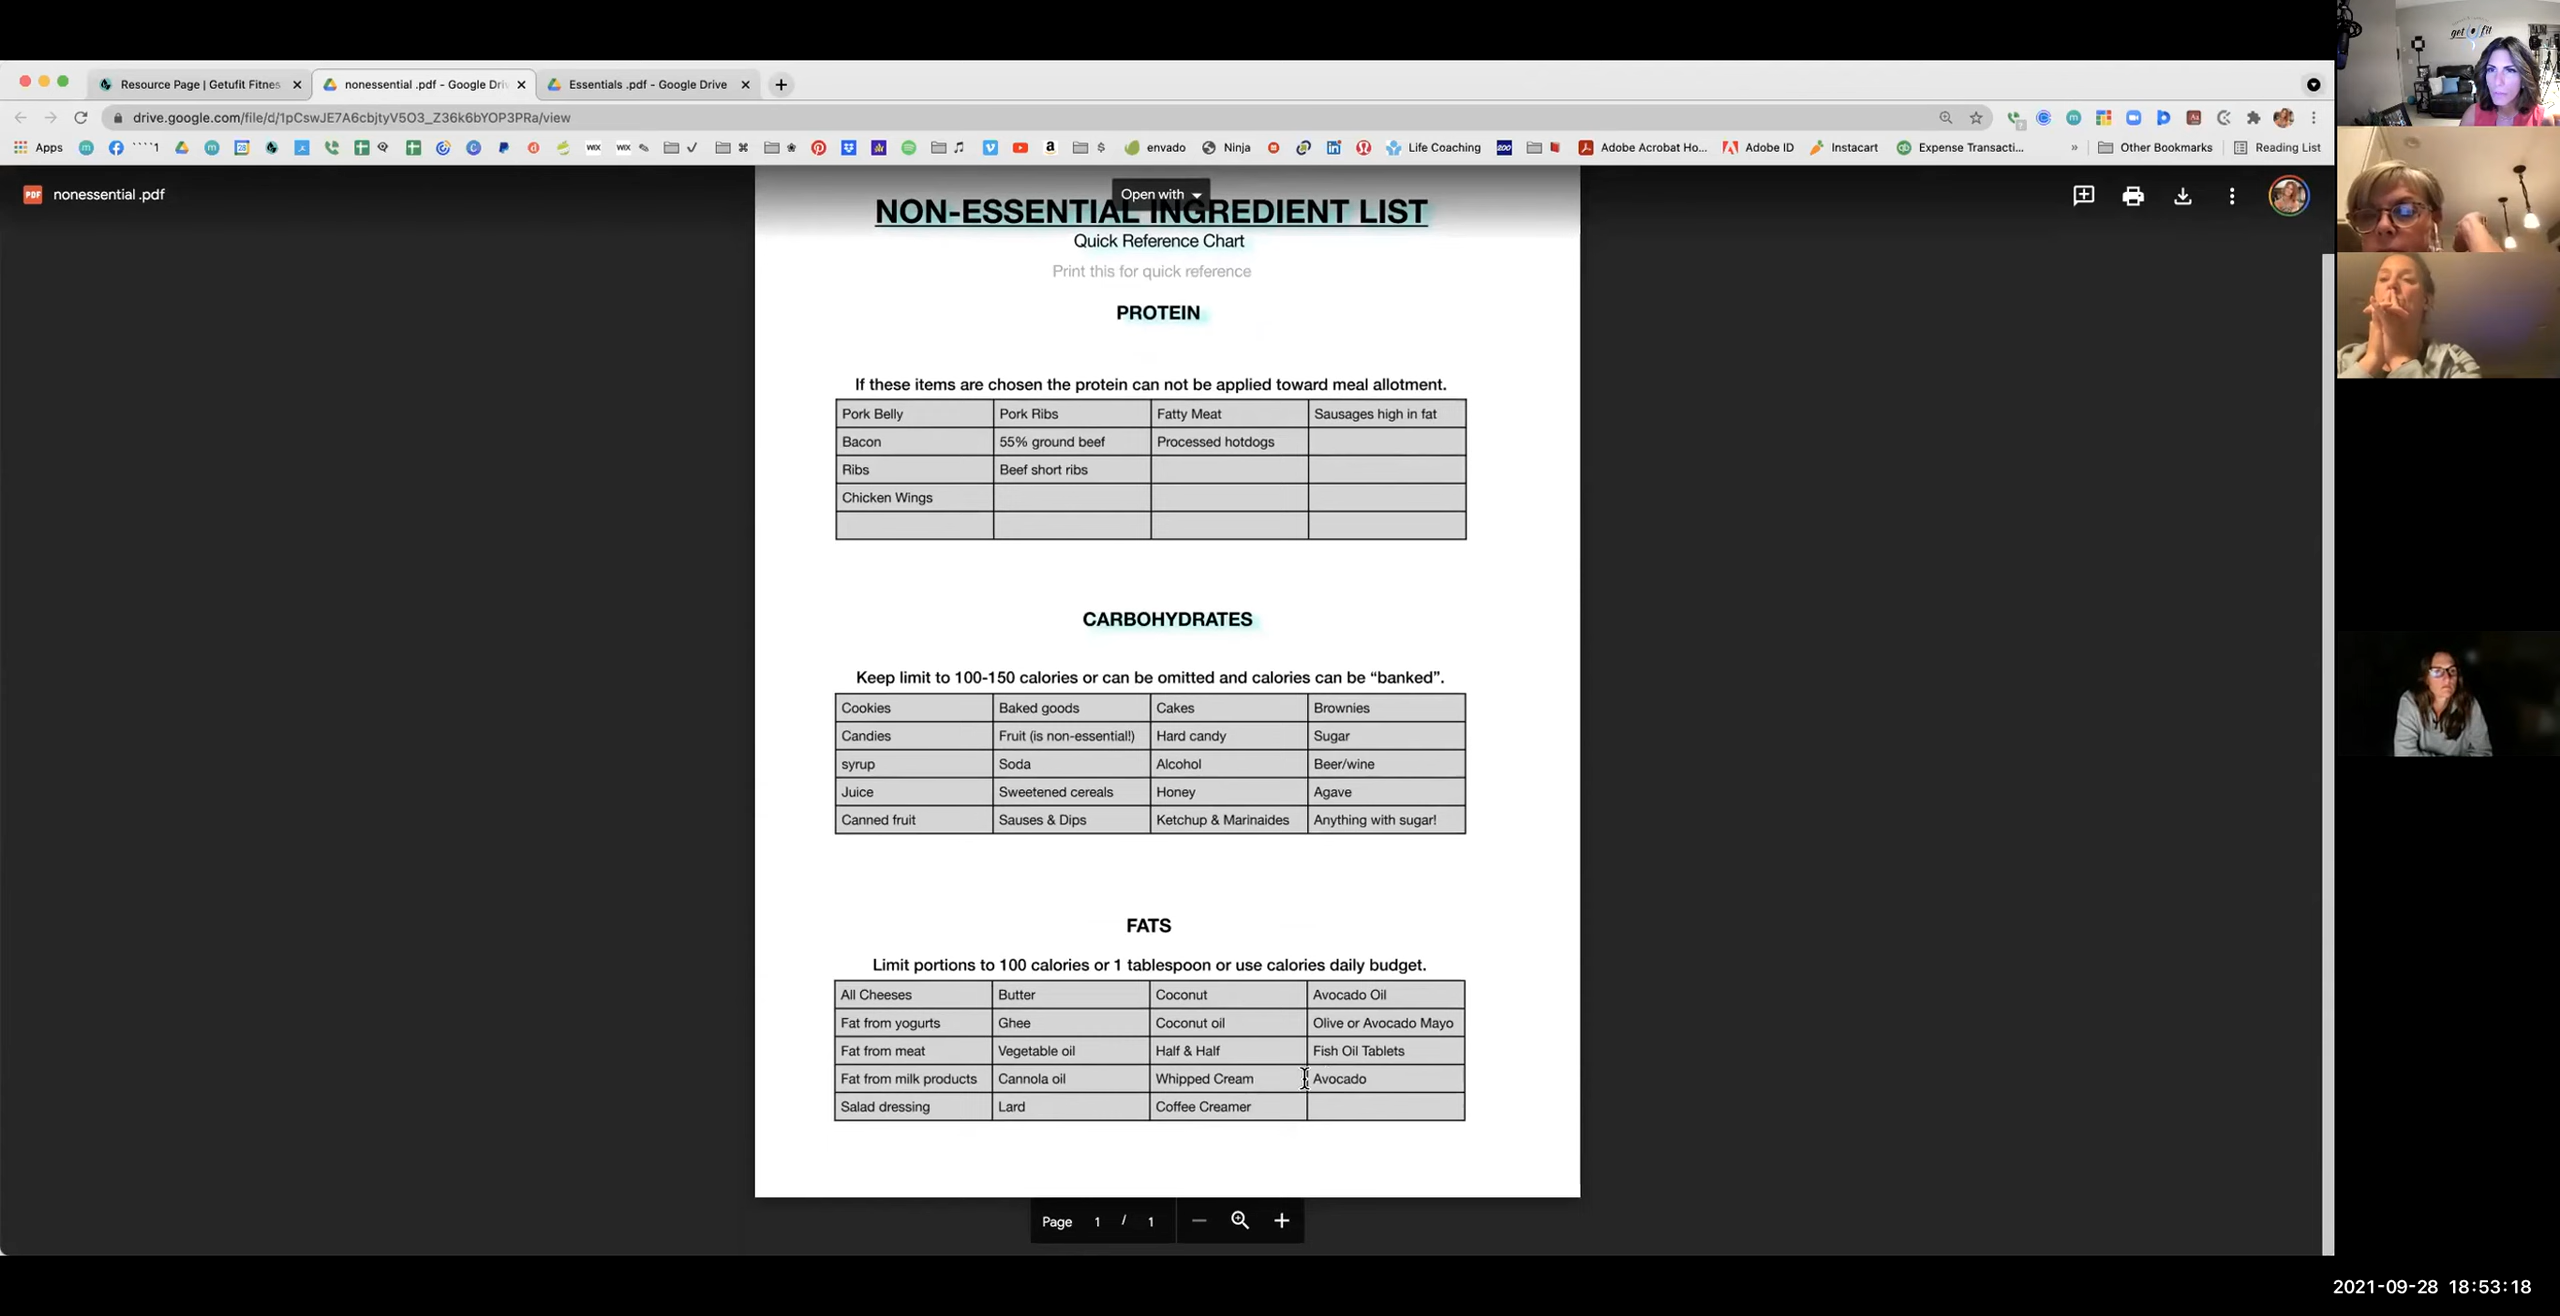 Resource Page | Getufit Fitnes
nonessential .pdf - Google Dri
Essentials .pdf - Google Drive
drive.google.com/file/d/1pCswJE7A6cbjtyV5O3_Z36k6bYOP3PRa/view
Apps ````1 WIX WIX envado Ninja Life Coaching 200 Adobe Acrobat Ho... Adobe ID Instacart Expense Transacti... » Other Bookmarks Reading List
get fit
PDF nonessential .pdf
Open with
NON-ESSENTIAL INGREDIENT LIST
Quick Reference Chart
Print this for quick reference
PROTEIN
If these items are chosen the protein can not be applied toward meal allotment.
Pork Belly Pork Ribs Fatty Meat Sausages high in fat
Bacon 55% ground beef Processed hotdogs
Ribs Beef short ribs
Chicken Wings
CARBOHYDRATES
Keep limit to 100-150 calories or can be omitted and calories can be “banked”.
Cookies Baked goods Cakes Brownies
Candies Fruit (is non-essential!) Hard candy Sugar
syrup Soda Alcohol Beer/wine
Juice Sweetened cereals Honey Agave
Canned fruit Sauses & Dips Ketchup & Marinaides Anything with sugar!
FATS
Limit portions to 100 calories or 1 tablespoon or use calories daily budget.
All Cheeses Butter Coconut Avocado Oil
Fat from yogurts Ghee Coconut oil Olive or Avocado Mayo
Fat from meat Vegetable oil Half & Half Fish Oil Tablets
Fat from milk products Cannola oil Whipped Cream Avocado
Salad dressing Lard Coffee Creamer
Page 1 / 1
2021-09-28 18:53:18